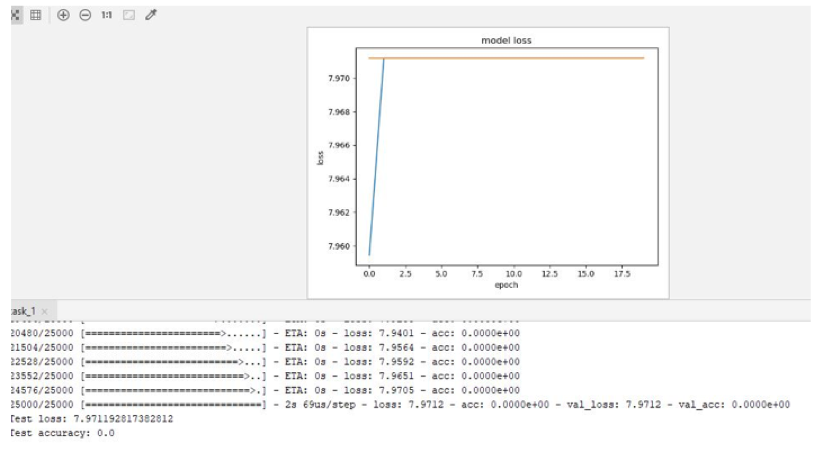 1:1
model loss
7.970
7.968
7.966
7.964
7.962
7.960
loss
0.0 2.5 5.0 7.5 10.0 12.5 15.0 17.5
epoch
task_1 ×
20480/25000 [=======================>......] - ETA: 0s - loss: 7.9401 - acc: 0.0000e+00
21504/25000 [========================>.....] - ETA: 0s - loss: 7.9564 - acc: 0.0000e+00
22528/25000 [==========================>...] - ETA: 0s - loss: 7.9592 - acc: 0.0000e+00
23552/25000 [===========================>..] - ETA: 0s - loss: 7.9651 - acc: 0.0000e+00
24576/25000 [============================>.] - ETA: 0s - loss: 7.9705 - acc: 0.0000e+00
25000/25000 [==============================] - 2s 69us/step - loss: 7.9712 - acc: 0.0000e+00 - val_loss: 7.9712 - val_acc: 0.0000e+00
Test loss: 7.971192817382812
Test accuracy: 0.0